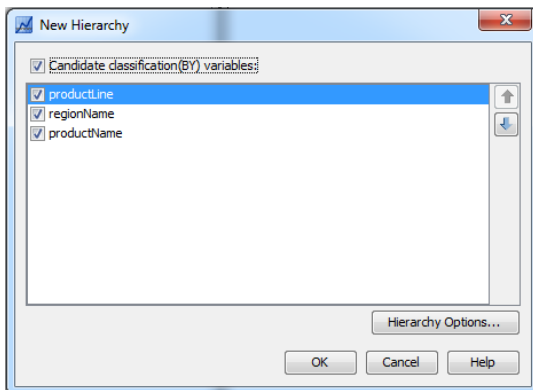 New Hierarchy
Candidate classification(BY) variables:
productLine
regionName
productName
Hierarchy Options...
OK Cancel Help